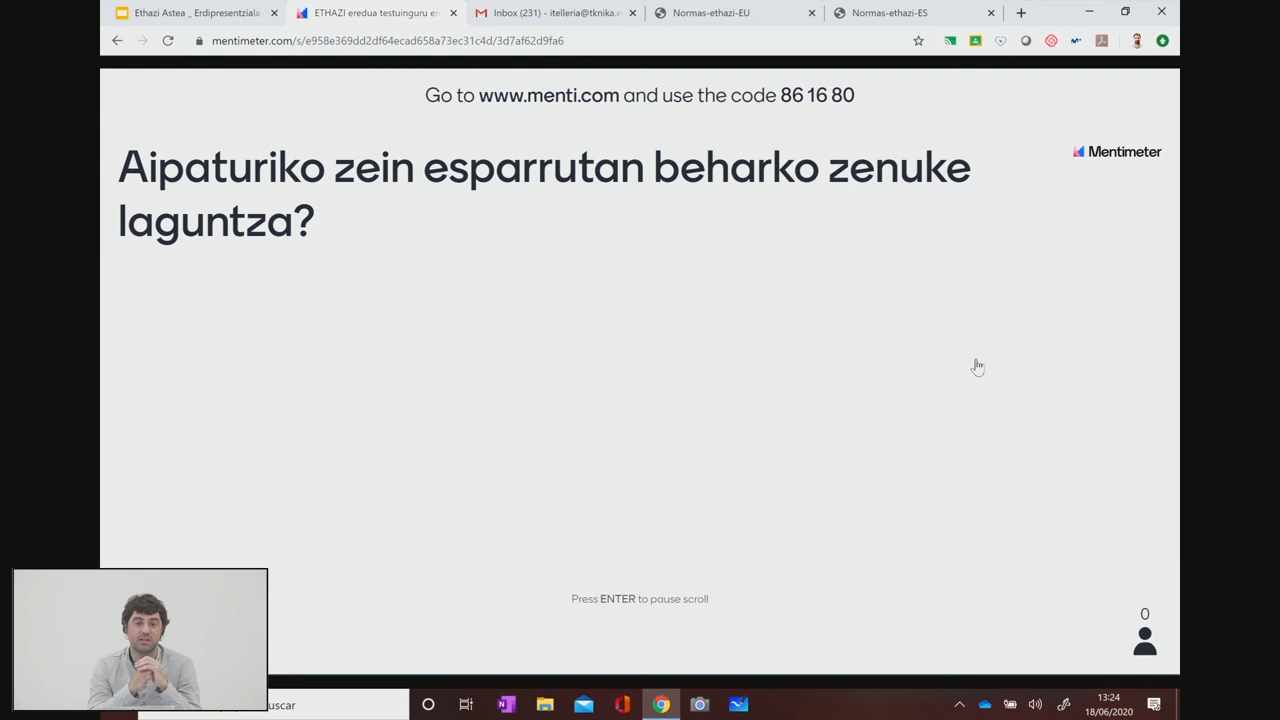 Ethazi Astea _ Erdipresentziala
ETHAZI eredua testuinguru er
Inbox (231) - itelleria@tknika.e
Normas-ethazi-EU
Normas-ethazi-ES
mentimeter.com/s/e958e369dd2df64ecad658a73ec31c4d/3d7af62d9fa6
Go to www.menti.com and use the code 86 16 80
Mentimeter
Aipaturiko zein esparrutan beharko zenuke
laguntza?
Press ENTER to pause scroll
0
uscar
13:24
18/06/2020